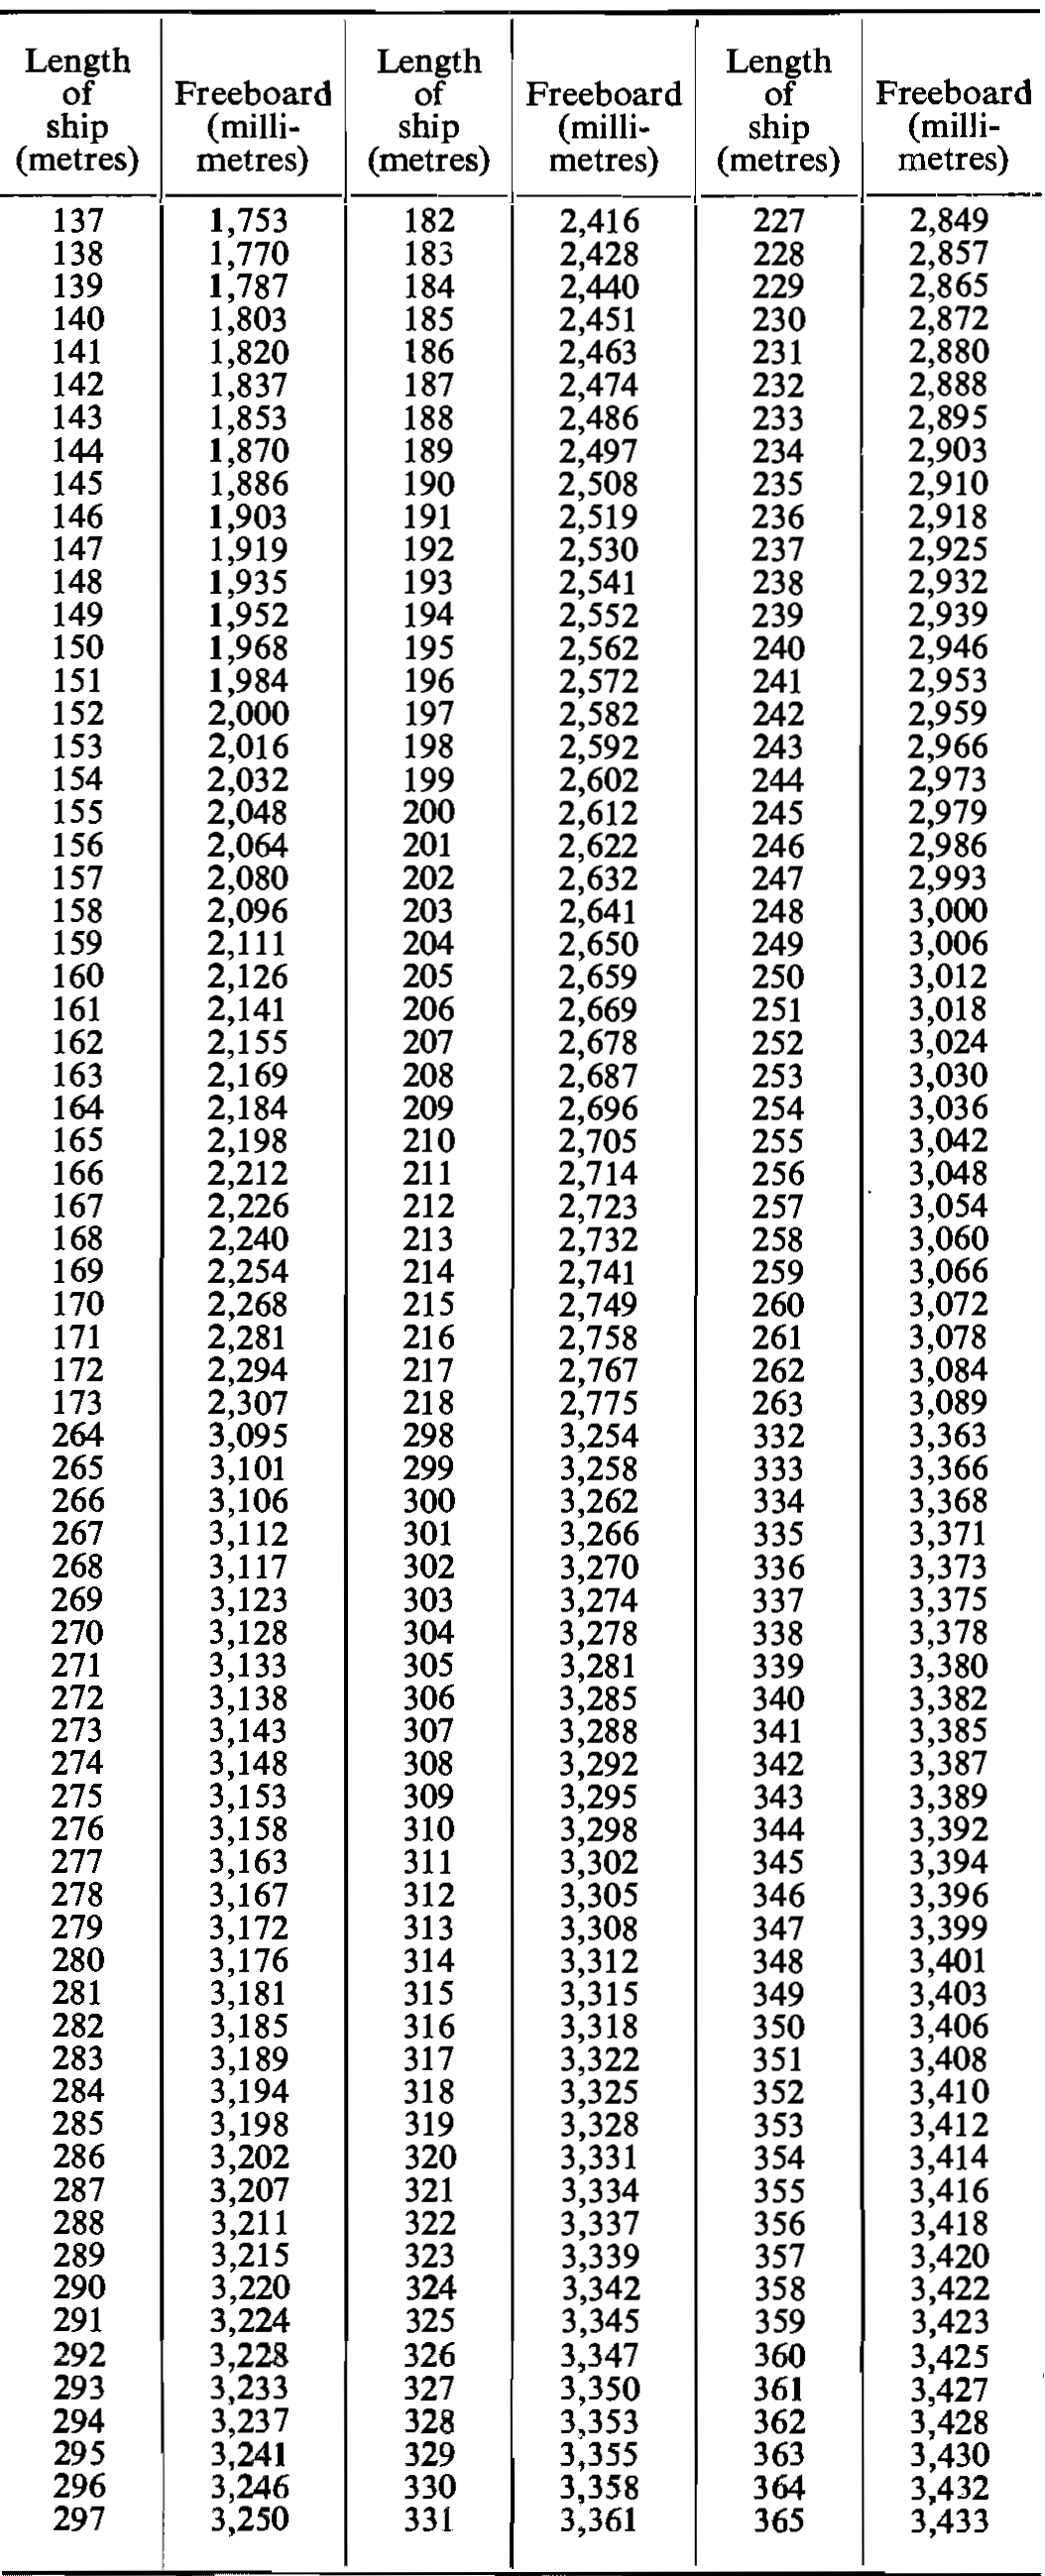 Length of ship (metres) Freeboard (milli-metres) Length of ship (metres) Freeboard (milli-metres) Length of ship (metres) Freeboard (milli-metres)
137 1,753 182 2,416 227 2,849
138 1,770 183 2,428 228 2,857
139 1,787 184 2,440 229 2,865
140 1,803 185 2,451 230 2,872
141 1,820 186 2,463 231 2,880
142 1,837 187 2,474 232 2,888
143 1,853 188 2,486 233 2,895
144 1,870 189 2,497 234 2,903
145 1,886 190 2,508 235 2,910
146 1,903 191 2,519 236 2,918
147 1,919 192 2,530 237 2,925
148 1,935 193 2,541 238 2,932
149 1,952 194 2,552 239 2,939
150 1,968 195 2,562 240 2,946
151 1,984 196 2,572 241 2,953
152 2,000 197 2,582 242 2,959
153 2,016 198 2,592 243 2,966
154 2,032 199 2,602 244 2,973
155 2,048 200 2,612 245 2,979
156 2,064 201 2,622 246 2,986
157 2,080 202 2,632 247 2,993
158 2,096 203 2,641 248 3,000
159 2,111 204 2,650 249 3,006
160 2,126 205 2,659 250 3,012
161 2,141 206 2,669 251 3,018
162 2,155 207 2,678 252 3,024
163 2,169 208 2,687 253 3,030
164 2,184 209 2,696 254 3,036
165 2,198 210 2,705 255 3,042
166 2,212 211 2,714 256 3,048
167 2,226 212 2,723 257 3,054
168 2,240 213 2,732 258 3,060
169 2,254 214 2,741 259 3,066
170 2,268 215 2,749 260 3,072
171 2,281 216 2,758 261 3,078
172 2,294 217 2,767 262 3,084
173 2,307 218 2,775 263 3,089
264 3,095 298 3,254 332 3,363
265 3,101 299 3,258 333 3,366
266 3,106 300 3,262 334 3,368
267 3,112 301 3,266 335 3,371
268 3,117 302 3,270 336 3,373
269 3,123 303 3,274 337 3,375
270 3,128 304 3,278 338 3,378
271 3,133 305 3,281 339 3,380
272 3,138 306 3,285 340 3,382
273 3,143 307 3,288 341 3,385
274 3,148 308 3,292 342 3,387
275 3,153 309 3,295 343 3,389
276 3,158 310 3,298 344 3,392
277 3,163 311 3,302 345 3,394
278 3,167 312 3,305 346 3,396
279 3,172 313 3,308 347 3,399
280 3,176 314 3,312 348 3,401
281 3,181 315 3,315 349 3,403
282 3,185 316 3,318 350 3,406
283 3,189 317 3,322 351 3,408
284 3,194 318 3,325 352 3,410
285 3,198 319 3,328 353 3,412
286 3,202 320 3,331 354 3,414
287 3,207 321 3,334 355 3,416
288 3,211 322 3,337 356 3,418
289 3,215 323 3,339 357 3,420
290 3,220 324 3,342 358 3,422
291 3,224 325 3,345 359 3,423
292 3,228 326 3,347 360 3,425
293 3,233 327 3,350 361 3,427
294 3,237 328 3,353 362 3,428
295 3,241 329 3,355 363 3,430
296 3,246 330 3,358 364 3,432
297 3,250 331 3,361 365 3,433